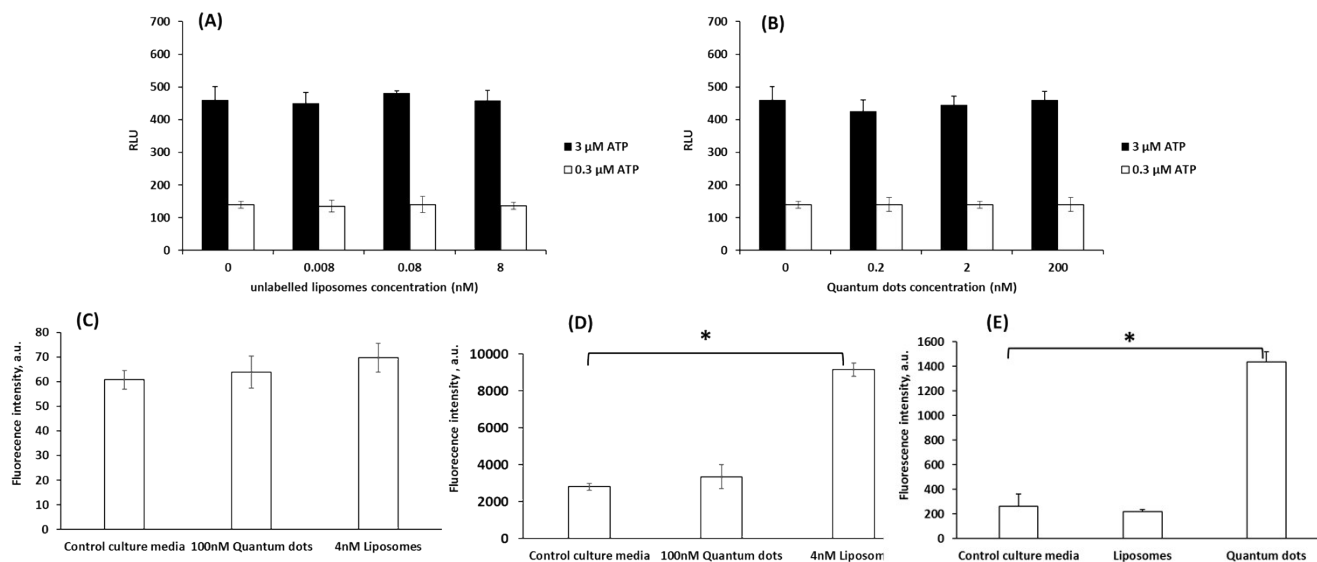 (A)
700
600
500
400
300
200
100
0
RLU
0 0.008 0.08 8
unlabelled liposomes concentration (nM)
3 µM ATP
0.3 µM ATP
(B)
700
600
500
400
300
200
100
0
RLU
0 0.2 2 200
Quantum dots concentration (nM)
3 µM ATP
0.3 µM ATP
(C)
80
70
60
50
40
30
20
10
0
Fluorecence intensity, a.u.
Control culture media 100nM Quantum dots 4nM Liposomes
(D)
*
10000
8000
6000
4000
2000
0
Fluorecence intensity , a.u.
Control culture media 100nM Quantum dots 4nM Liposom
(E)
*
1600
1400
1200
1000
800
600
400
200
0
Fluorescence intensity, a.u.
Control culture media Liposomes Quantum dots